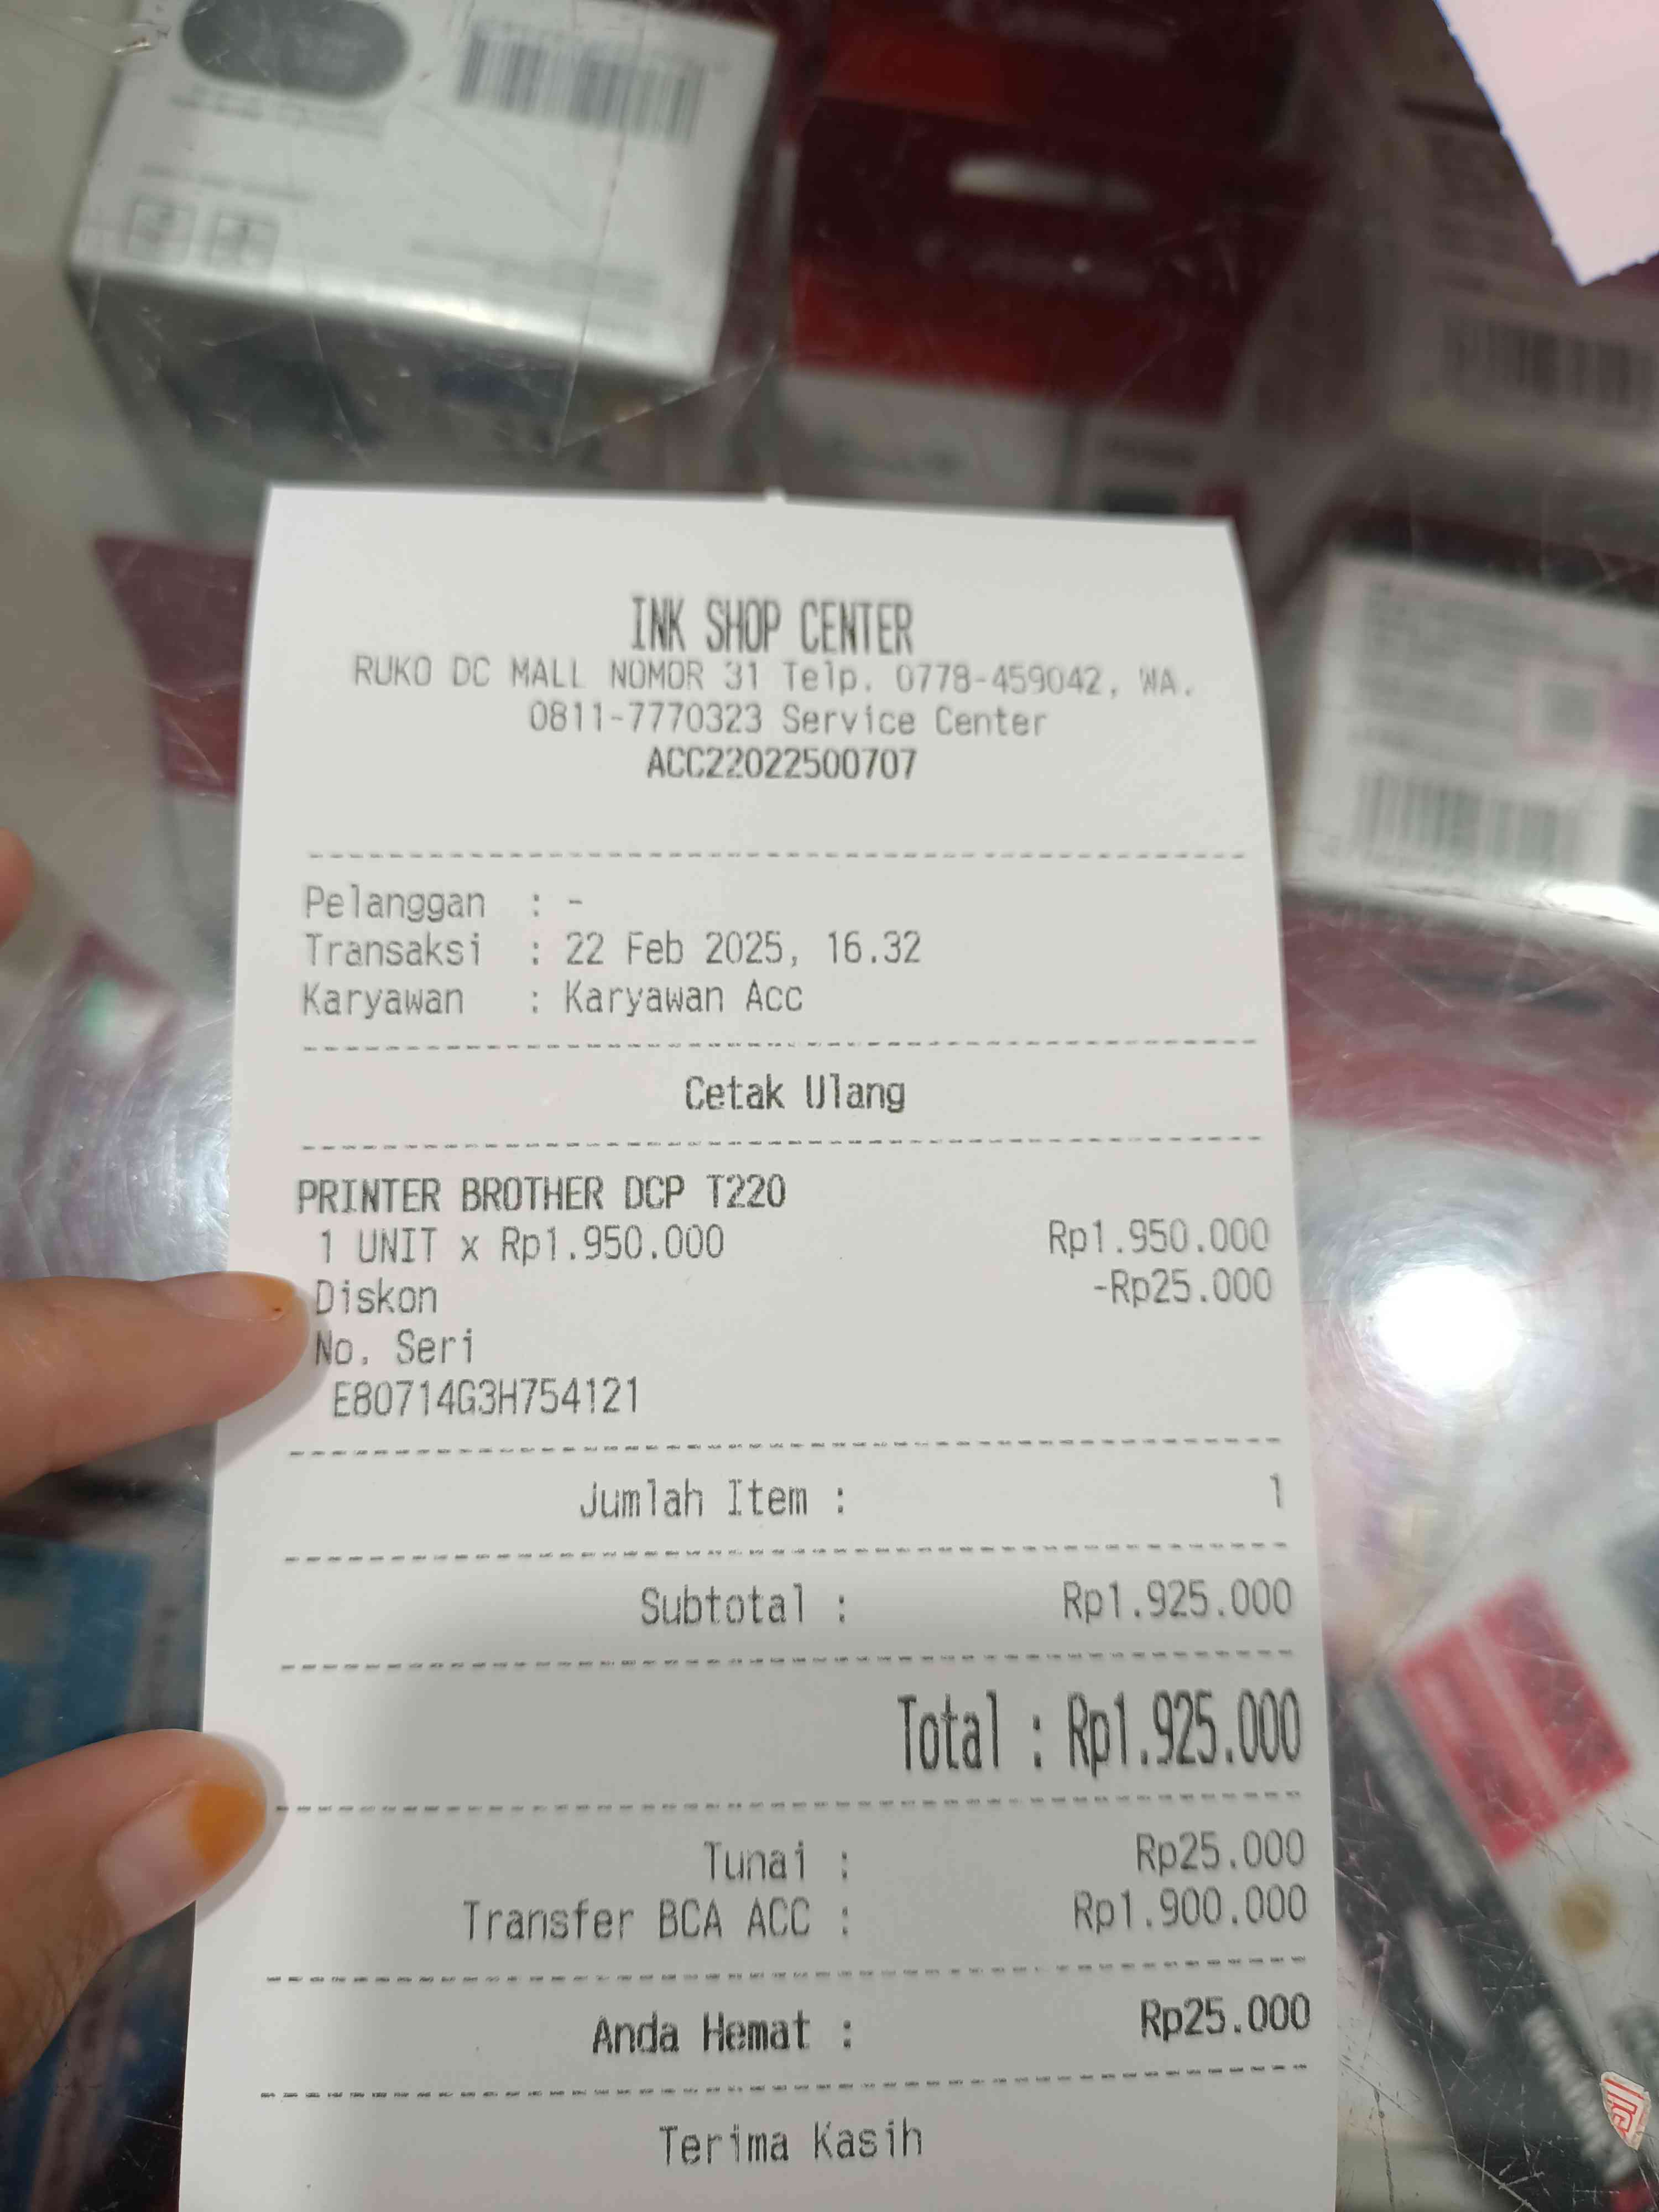 INK SHOP CENTER
RUKO DC MALL NOMOR 31 Telp. 0778-459042, WA.
0811-7770323 Service Center
ACC22022500707
Pelanggan : -
Transaksi : 22 Feb 2025, 16.32
Karyawan : Karyawan Acc
Cetak Ulang
PRINTER BROTHER DCP T220
1 UNIT x Rp1.950.000 Rp1.950.000
Diskon -Rp25.000
No. Seri
E80714G3H754121
Jumlah Item : 1
Subtotal : Rp1.925.000
Total : Rp1.925.000
Tunai : Rp25.000
Transfer BCA ACC : Rp1.900.000
Anda Hemat : Rp25.000
Terima Kasih